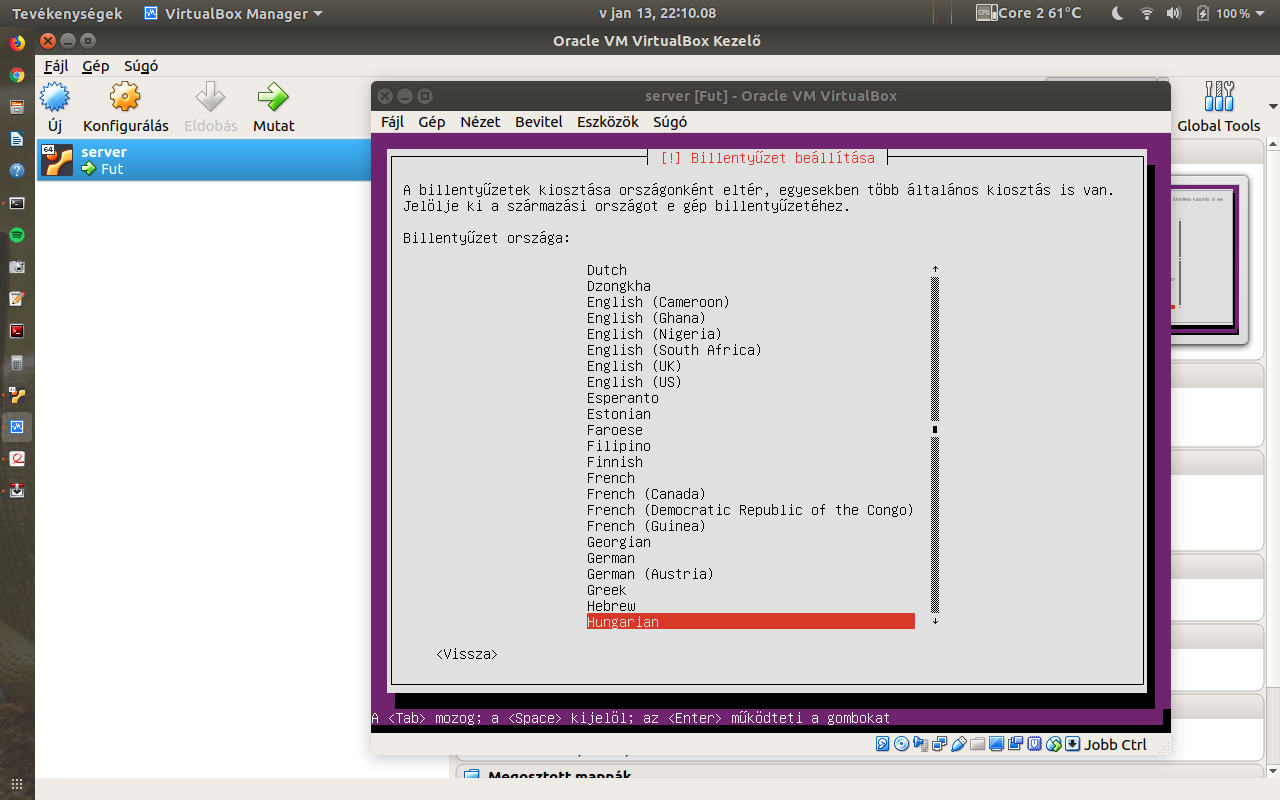 Tevékenységek VirtualBox Manager v jan 13, 22:10.08 Core 2 61°C 100 %
Oracle VM VirtualBox Kezelő
Fájl Gép Súgó
Új Konfigurálás Eldobás Mutat Global Tools
64 server
Fut
server [Fut] - Oracle VM VirtualBox
Fájl Gép Nézet Bevitel Eszközök Súgó
[!] Billentyűzet beállítása
A billentyűzetek kiosztása országonként eltér, egyesekben több általános kiosztás is van.
Jelölje ki a származási országot e gép billentyűzetéhez.
Billentyűzet országa:
Dutch
Dzongkha
English (Cameroon)
English (Ghana)
English (Nigeria)
English (South Africa)
English (UK)
English (US)
Esperanto
Estonian
Faroese
Filipino
Finnish
French
French (Canada)
French (Democratic Republic of the Congo)
French (Guinea)
Georgian
German
German (Austria)
Greek
Hebrew
Hungarian
<Vissza>
A <Tab> mozog; a <Space> kijelöl; az <Enter> működteti a gombokat
Jobb Ctrl
Megosztott mappák